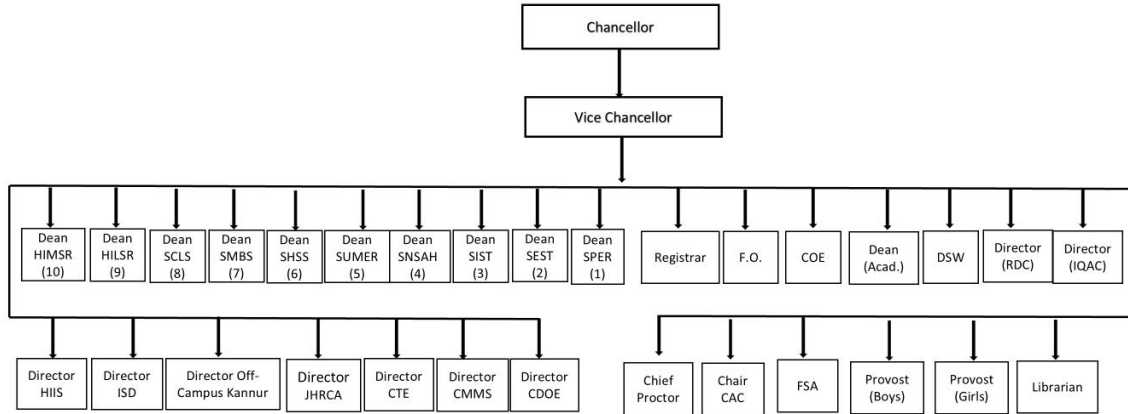 Chancellor
Vice Chancellor
Dean
HIMSR
(10)
Dean
HILSR
(9)
Dean
SCLS
(8)
Dean
SMBS
(7)
Dean
SHSS
(6)
Dean
SUMER
(5)
Dean
SNSAH
(4)
Dean
SIST
(3)
Dean
SEST
(2)
Dean
SPER
(1)
Registrar
F.O.
COE
Dean
(Acad.)
DSW
Director
(RDC)
Director
(IQAC)
Director
HIIS
Director
ISD
Director Off-
Campus Kannur
Director
JHRCA
Director
CTE
Director
CMMS
Director
CDOE
Chief
Proctor
Chair
CAC
FSA
Provost
(Boys)
Provost
(Girls)
Librarian